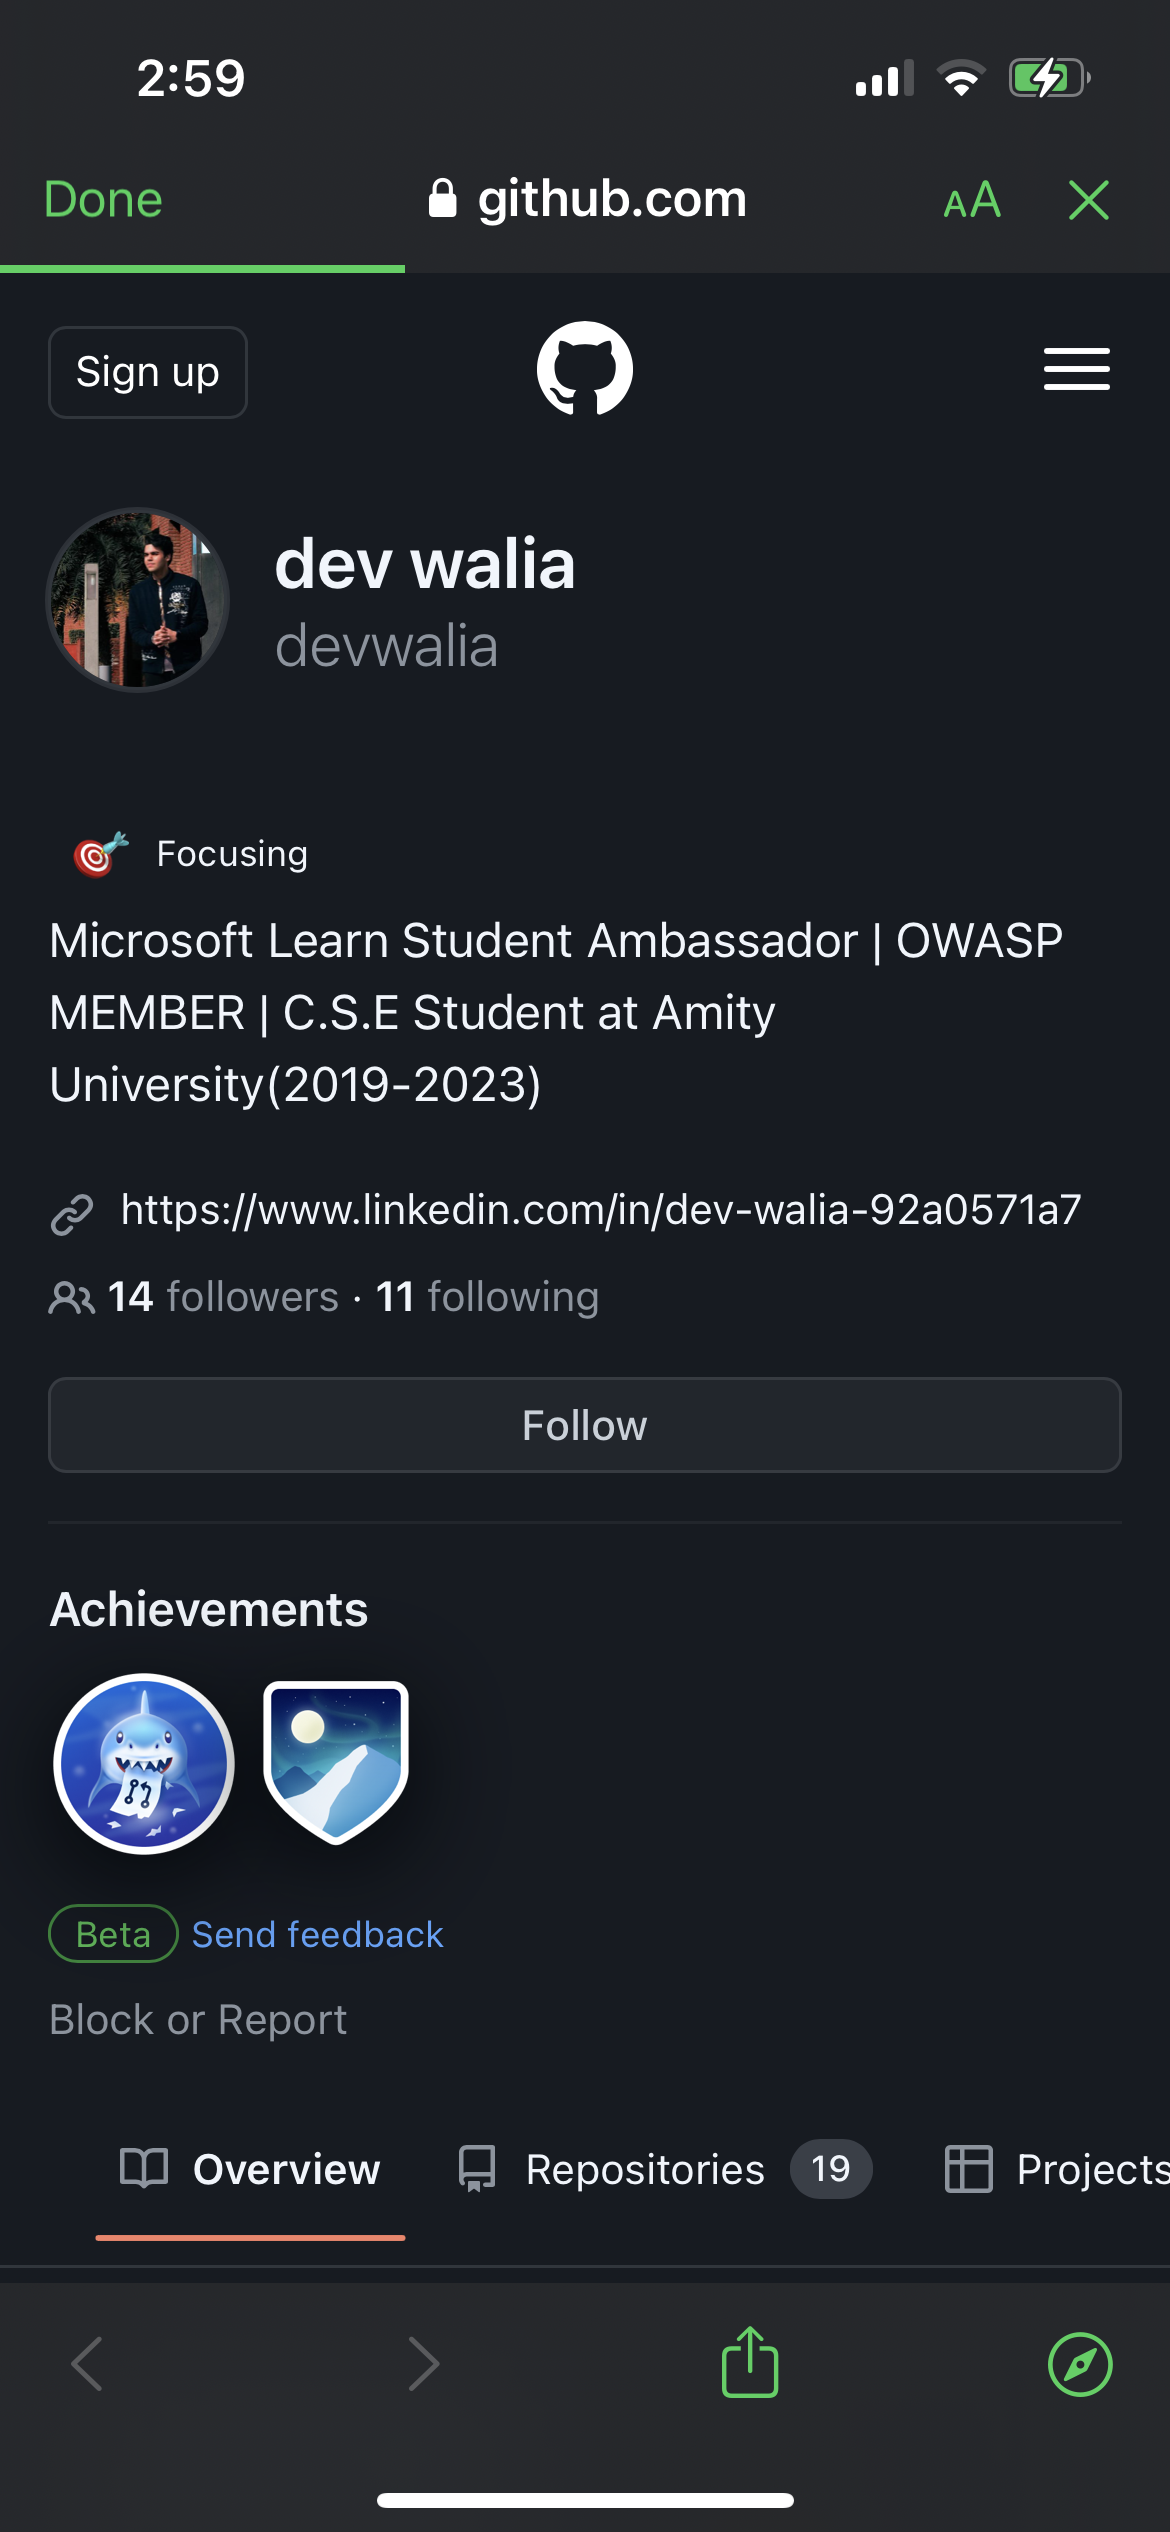 2:59
Done
github.com
AA
Sign up
dev walia
devwalia
Focusing
Microsoft Learn Student Ambassador | OWASP
MEMBER | C.S.E Student at Amity
University(2019-2023)
https://www.linkedin.com/in/dev-walia-92a0571a7
14 followers · 11 following
Follow
Achievements
Beta Send feedback
Block or Report
Overview Repositories 19 Projects